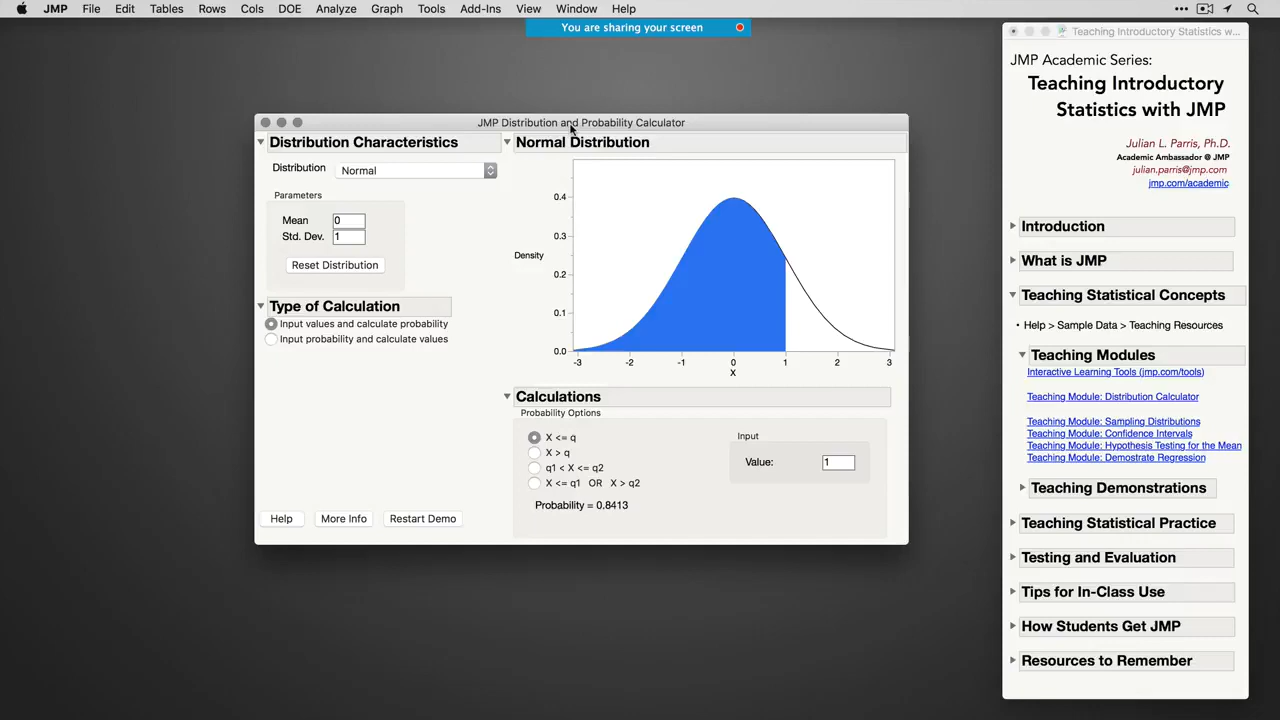 JMP File Edit Tables Rows Cols DOE Analyze Graph Tools Add-Ins View Window Help
You are sharing your screen
JMP Distribution and Probability Calculator
Distribution Characteristics
Distribution Normal
Parameters
Mean 0
Std. Dev. 1
Reset Distribution
Type of Calculation
Input values and calculate probability
Input probability and calculate values
Help More Info Restart Demo
Normal Distribution
Density
0.4
0.3
0.2
0.1
0.0
-3 -2 -1 0 1 2 3
X
Calculations
Probability Options
X <= q
X > q
q1 < X <= q2
X <= q1 OR X > q2
Probability = 0.8413
Input
Value: 1
Teaching Introductory Statistics w...
JMP Academic Series:
Teaching Introductory
Statistics with JMP
Julian L. Parris, Ph.D.
Academic Ambassador @ JMP
julian.parris@jmp.com
jmp.com/academic
Introduction
What is JMP
Teaching Statistical Concepts
• Help > Sample Data > Teaching Resources
Teaching Modules
Interactive Learning Tools (jmp.com/tools)
Teaching Module: Distribution Calculator
Teaching Module: Sampling Distributions
Teaching Module: Confidence Intervals
Teaching Module: Hypothesis Testing for the Mean
Teaching Module: Demostrate Regression
Teaching Demonstrations
Teaching Statistical Practice
Testing and Evaluation
Tips for In-Class Use
How Students Get JMP
Resources to Remember